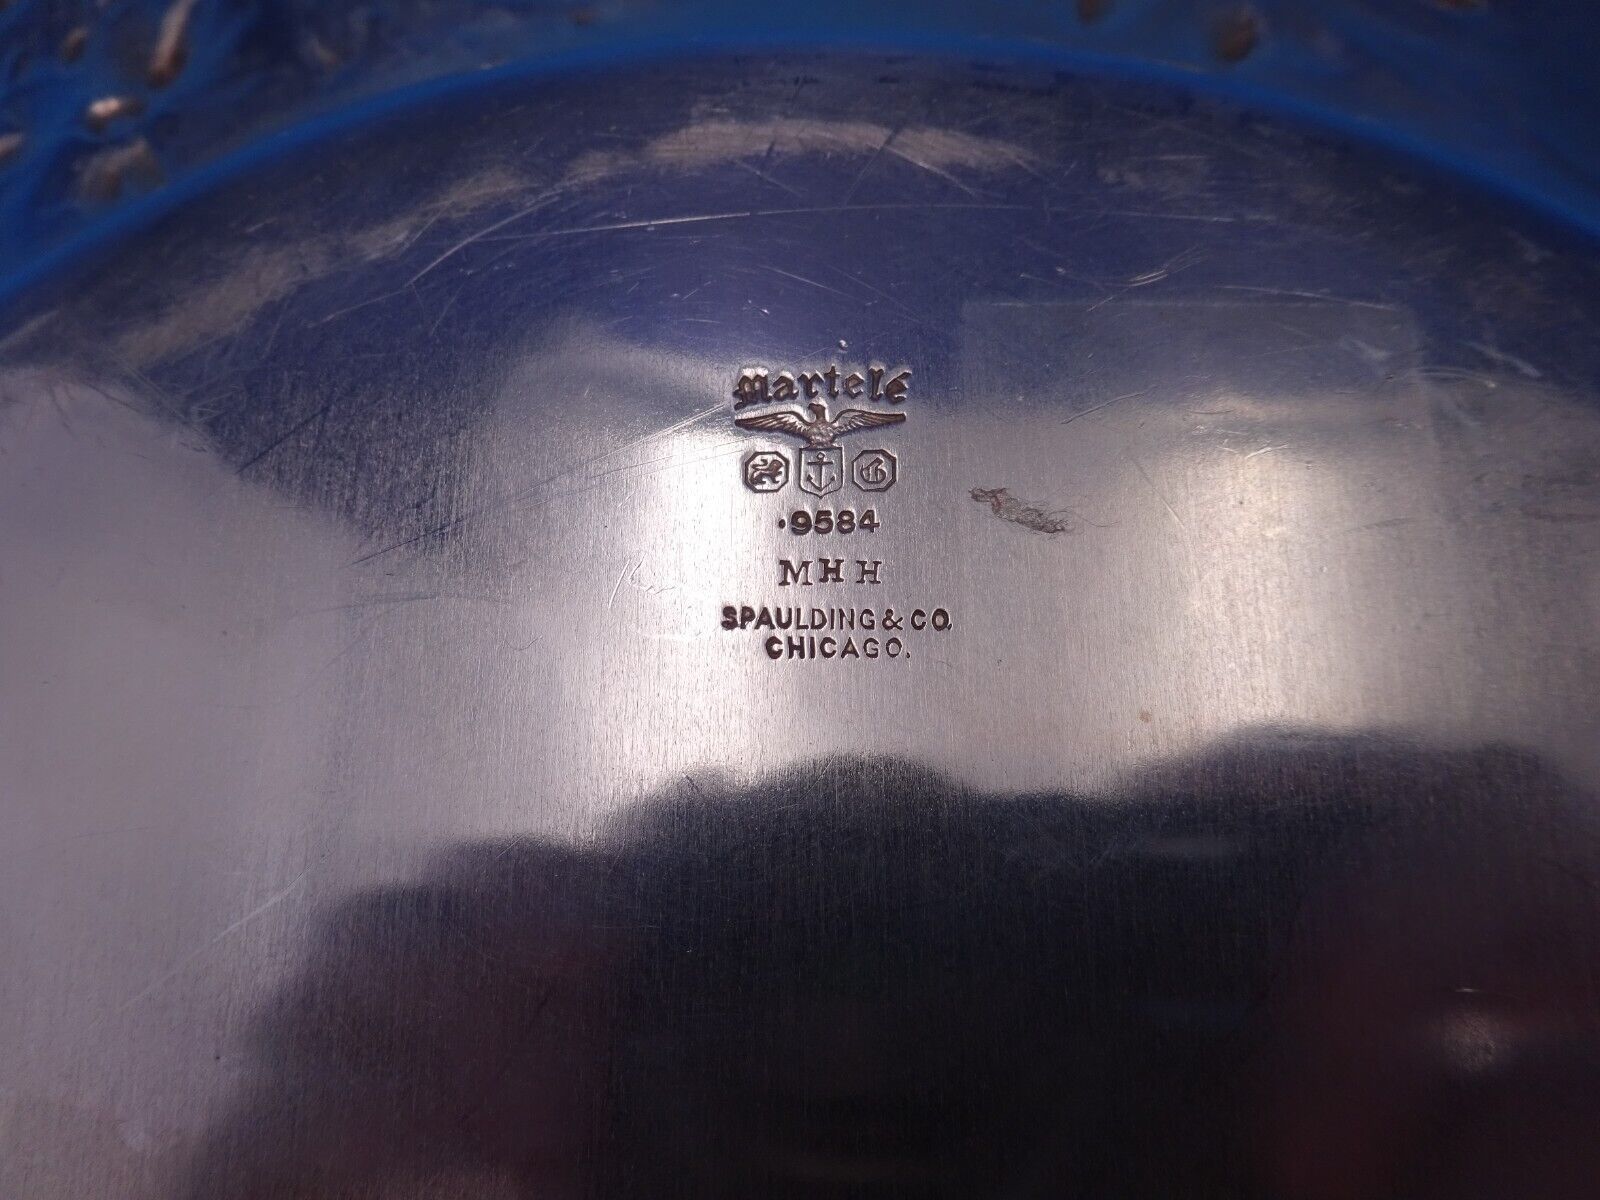 Martelé
G
.9584
MHH
SPAULDING & CO.
CHICAGO.